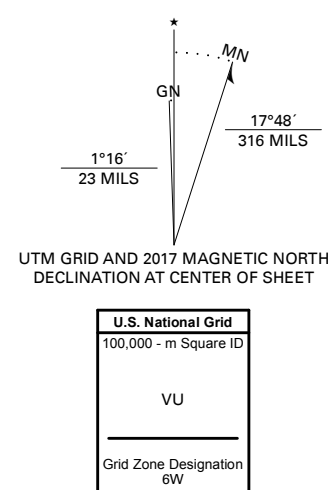 ★
MN
GN
17°48´
316 MILS
1°16´
23 MILS
UTM GRID AND 2017 MAGNETIC NORTH
DECLINATION AT CENTER OF SHEET
U.S. National Grid
100,000 - m Square ID
VU
Grid Zone Designation
6W